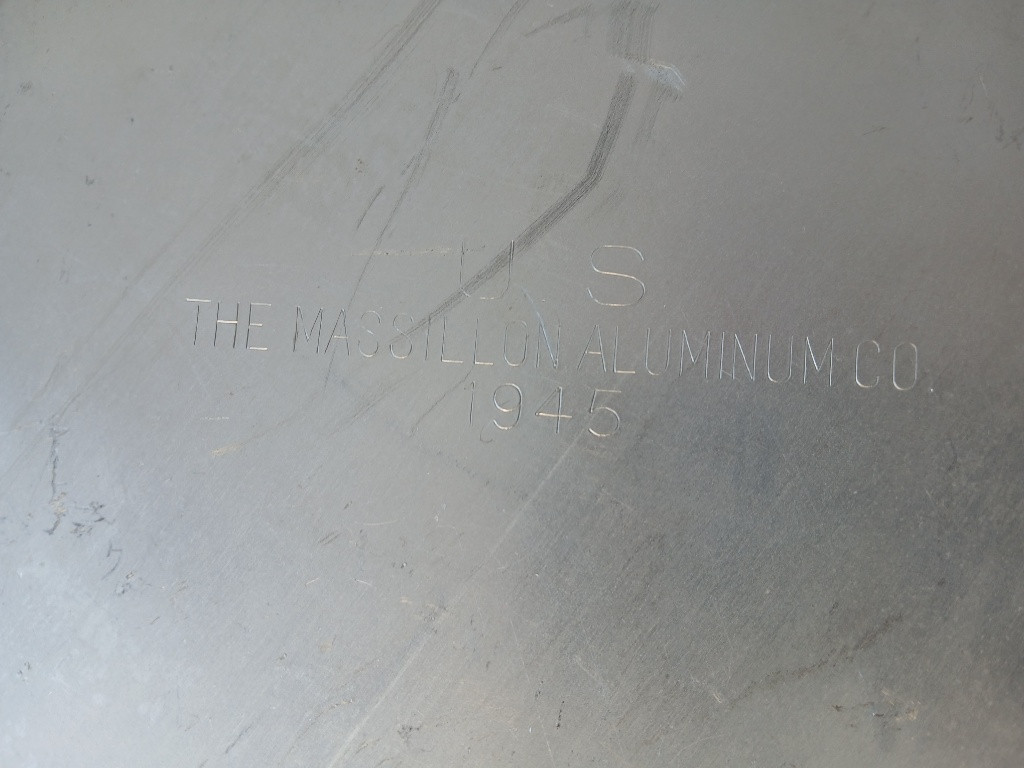 U S
THE MASSILLON ALUMINUM CO.
1945